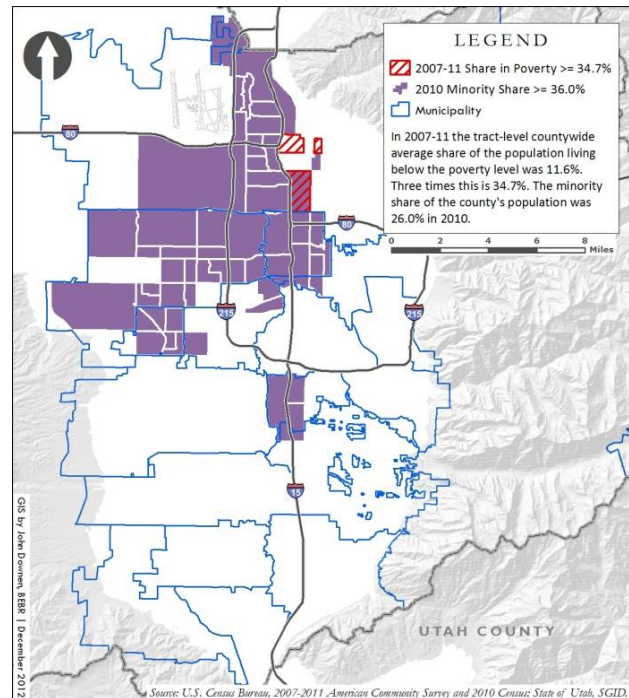 LEGEND
2007-11 Share in Poverty >= 34.7%
2010 Minority Share >= 36.0%
Municipality
In 2007-11 the tract-level countywide
average share of the population living
below the poverty level was 11.6%.
Three times this is 34.7%. The minority
share of the county's population was
26.0% in 2010.
0 2 4 6 8
Miles
80
80
215
215
15
UTAH COUNTY
GIS by John Downen, BEBR | December 2012
Source: U.S. Census Bureau, 2007-2011 American Community Survey and 2010 Census; State of Utah, SGID.